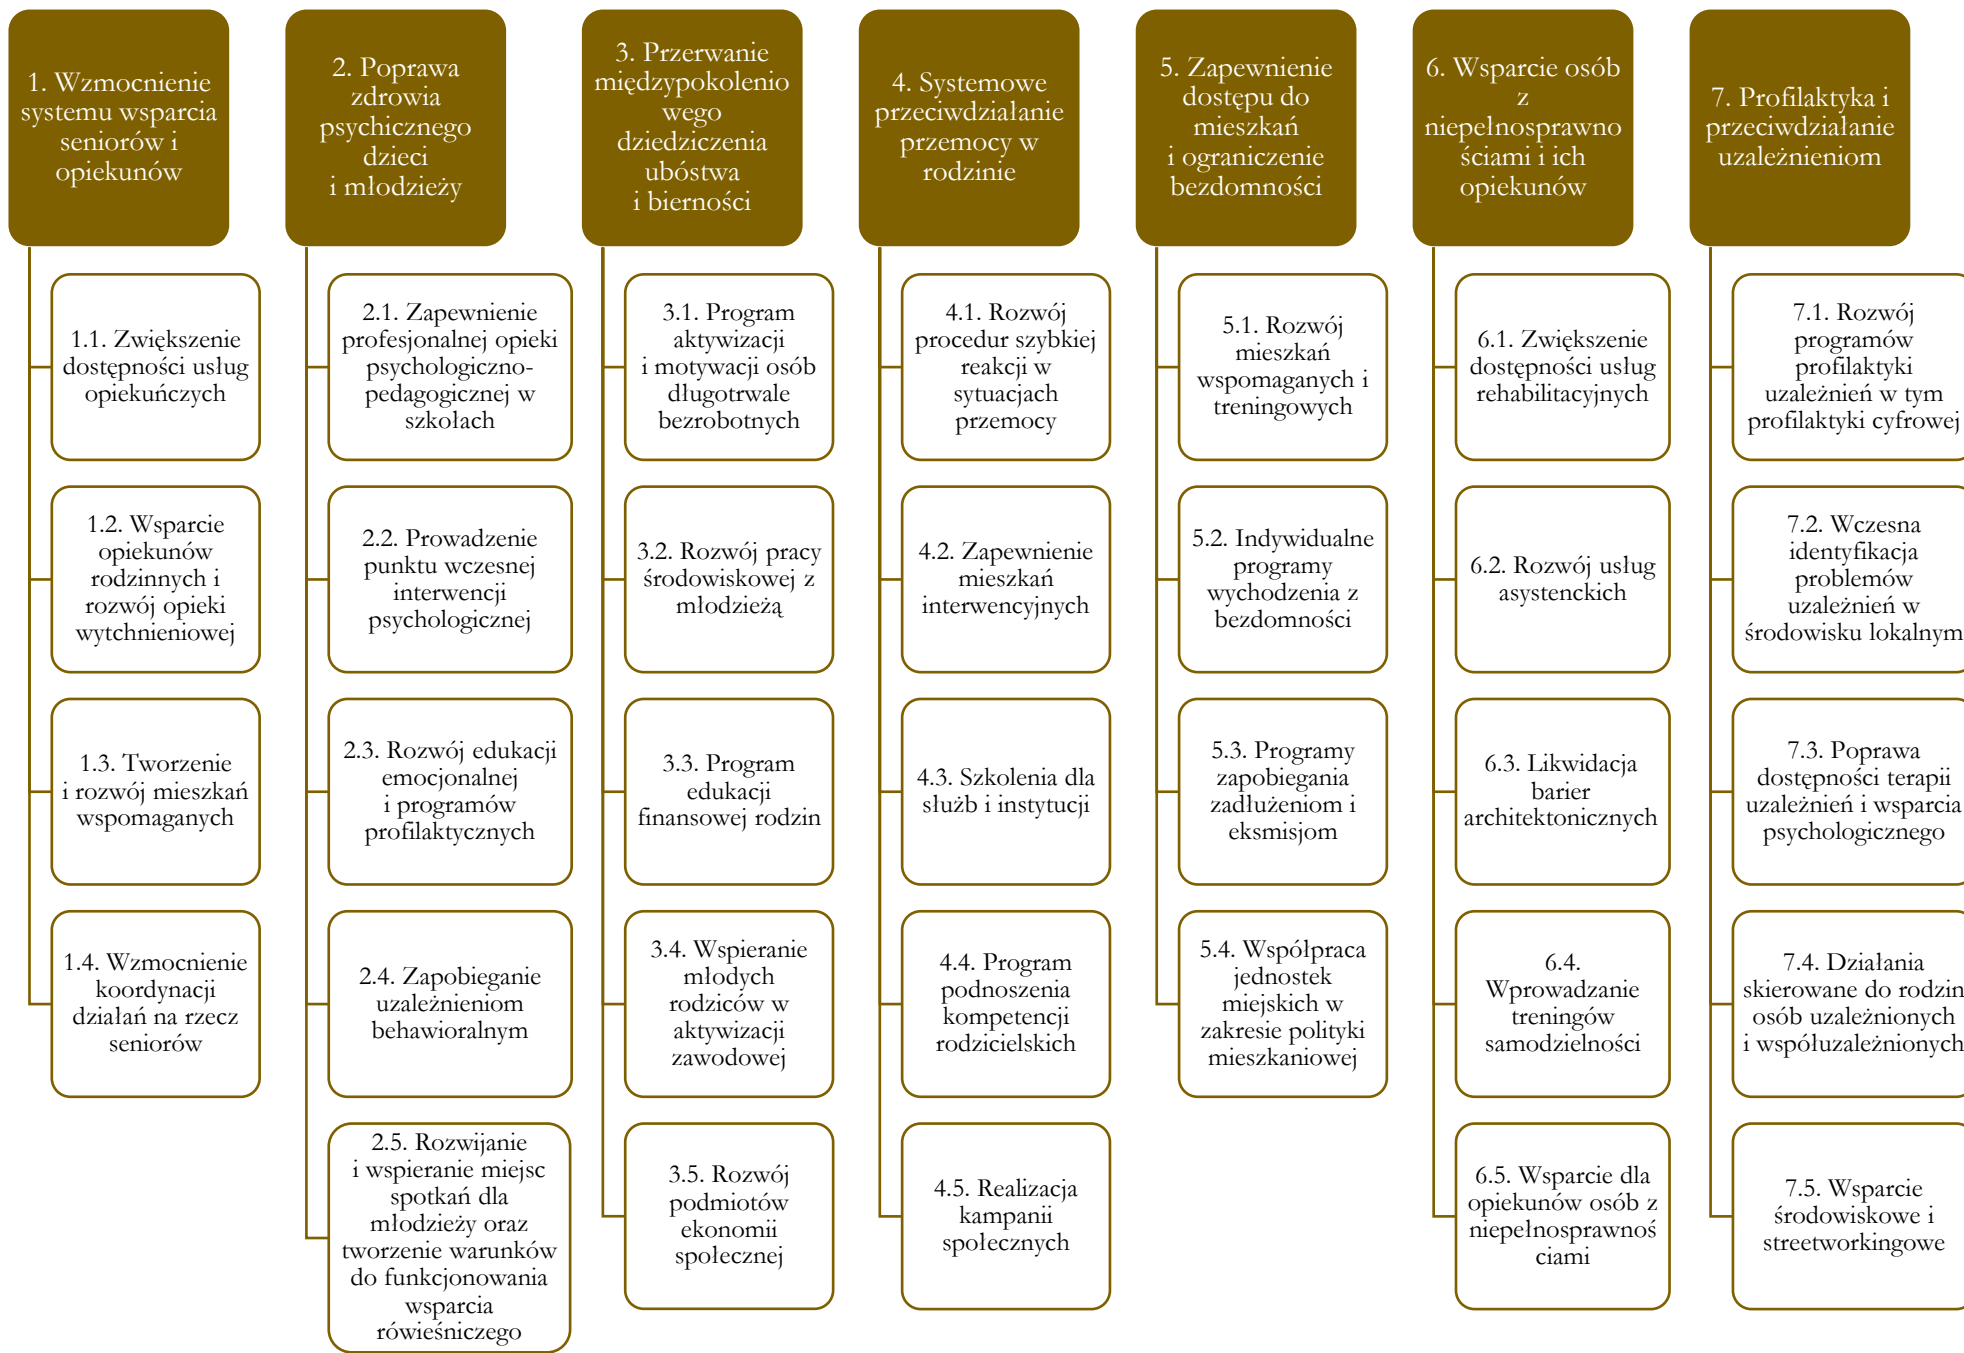 1. Wzmocnienie
systemu wsparcia
seniorów i
opiekunów
1.1. Zwiększenie
dostępności usług
opiekuńczych
1.2. Wsparcie
opiekunów
rodzinnych i
rozwój opieki
wytchnieniowej
1.3. Tworzenie
i rozwój mieszkań
wspomaganych
1.4. Wzmocnienie
koordynacji
działań na rzecz
seniorów
2. Poprawa
zdrowia
psychicznego
dzieci
i młodzieży
2.1. Zapewnienie
profesjonalnej opieki
psychologiczno-
pedagogicznej w
szkołach
2.2. Prowadzenie
punktu wczesnej
interwencji
psychologicznej
2.3. Rozwój edukacji
emocjonalnej
i programów
profilaktycznych
2.4. Zapobieganie
uzależnieniom
behawioralnym
2.5. Rozwijanie
i wspieranie miejsc
spotkań dla
młodzieży oraz
tworzenie warunków
do funkcjonowania
wsparcia
rówieśniczego
3. Przerwanie
międzypokolenio
wego
dziedziczenia
ubóstwa
i bierności
3.1. Program
aktywizacji
i motywacji osób
długotrwale
bezrobotnych
3.2. Rozwój pracy
środowiskowej z
młodzieżą
3.3. Program
edukacji
finansowej rodzin
3.4. Wspieranie
młodych
rodziców w
aktywizacji
zawodowej
3.5. Rozwój
podmiotów
ekonomii
społecznej
4. Systemowe
przeciwdziałanie
przemocy w
rodzinie
4.1. Rozwój
procedur szybkiej
reakcji w
sytuacjach
przemocy
4.2. Zapewnienie
mieszkań
interwencyjnych
4.3. Szkolenia dla
służb i instytucji
4.4. Program
podnoszenia
kompetencji
rodzicielskich
4.5. Realizacja
kampanii
społecznych
5. Zapewnienie
dostępu do
mieszkań
i ograniczenie
bezdomności
5.1. Rozwój
mieszkań
wspomaganych i
treningowych
5.2. Indywidualne
programy
wychodzenia z
bezdomności
5.3. Programy
zapobiegania
zadłużeniom i
eksmisjom
5.4. Współpraca
jednostek
miejskich w
zakresie polityki
mieszkaniowej
6. Wsparcie osób
z
niepełnosprawno
ściami i ich
opiekunów
6.1. Zwiększenie
dostępności usług
rehabilitacyjnych
6.2. Rozwój usług
asystenckich
6.3. Likwidacja
barier
architektonicznych
6.4.
Wprowadzanie
treningów
samodzielności
6.5. Wsparcie dla
opiekunów osób z
niepełnosprawnoś
ciami
7. Profilaktyka i
przeciwdziałanie
uzależnieniom
7.1. Rozwój
programów
profilaktyki
uzależnień w tym
profilaktyki cyfrowej
7.2. Wczesna
identyfikacja
problemów
uzależnień w
środowisku lokalnym
7.3. Poprawa
dostępności terapii
uzależnień i wsparcia
psychologicznego
7.4. Działania
skierowane do rodzin
osób uzależnionych
i współuzależnionych
7.5. Wsparcie
środowiskowe i
streetworkingowe